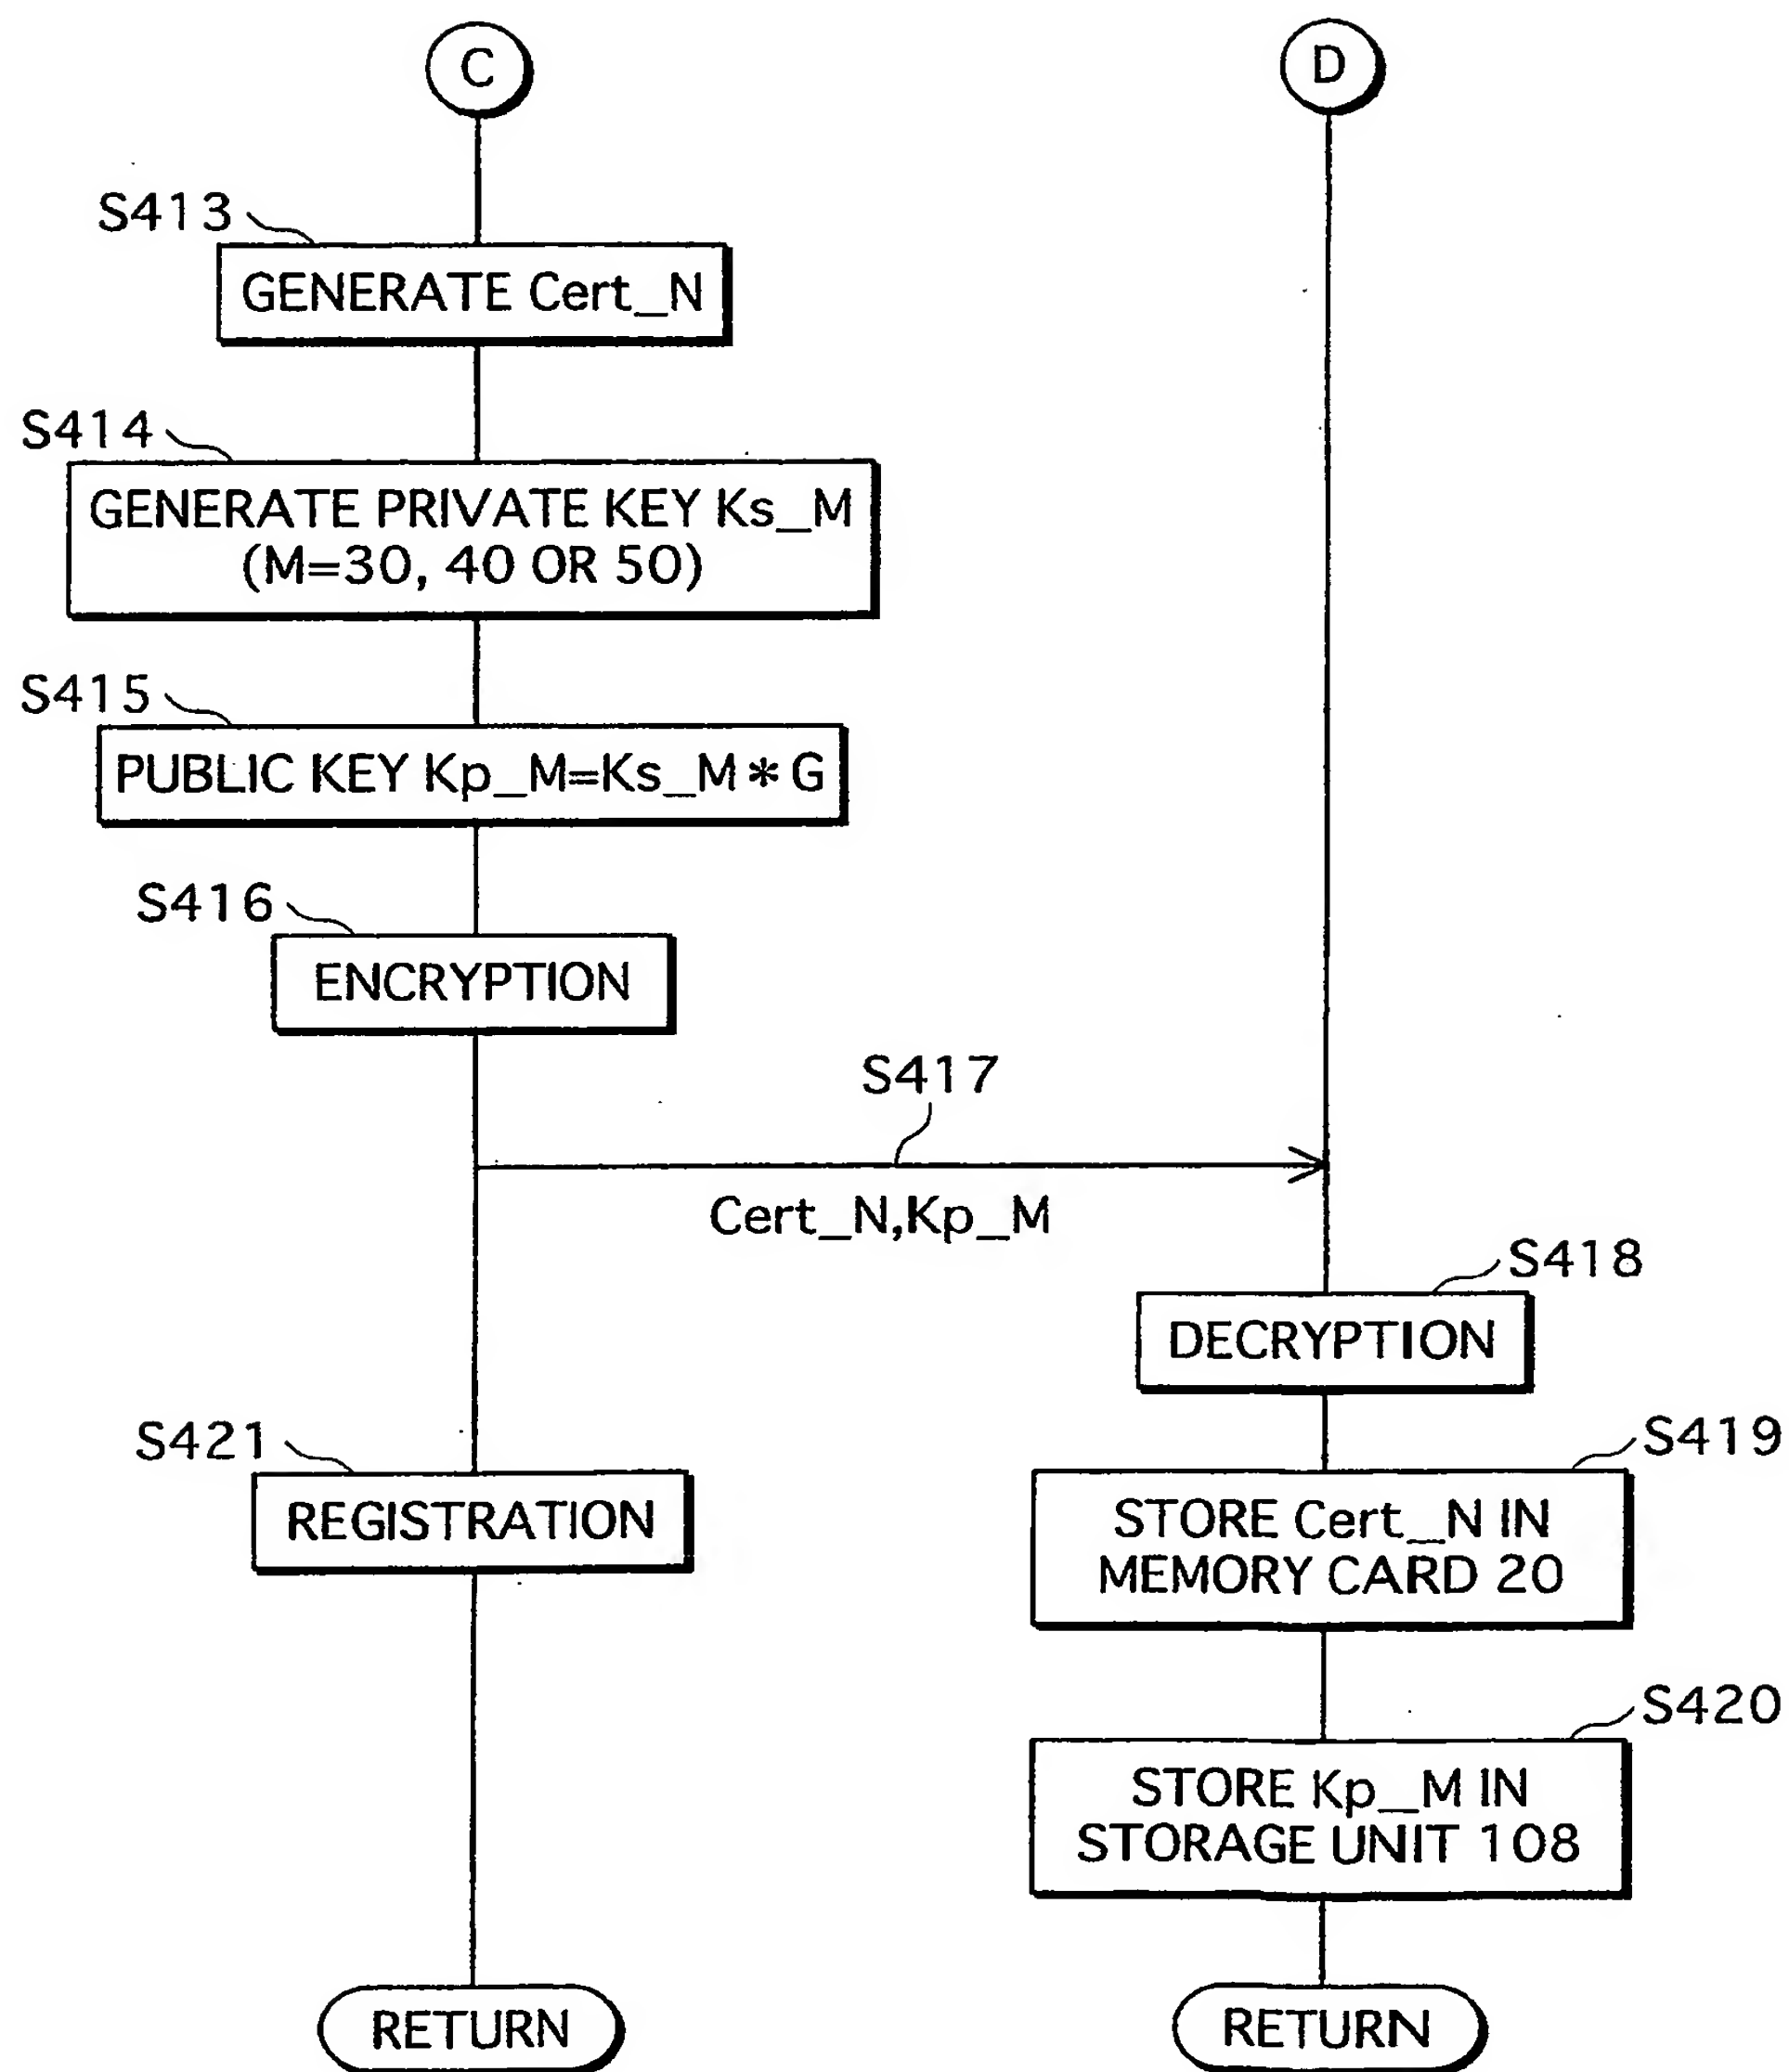 C
D
S413
GENERATE Cert_N
S414
GENERATE PRIVATE KEY Ks_M
(M=30, 40 OR 50)
S415
PUBLIC KEY Kp_M=Ks_M * G
S416
ENCRYPTION
S417
Cert_N,Kp_M
S418
DECRYPTION
S421
REGISTRATION
S419
STORE Cert_N IN
MEMORY CARD 20
S420
STORE Kp_M IN
STORAGE UNIT 108
RETURN
RETURN